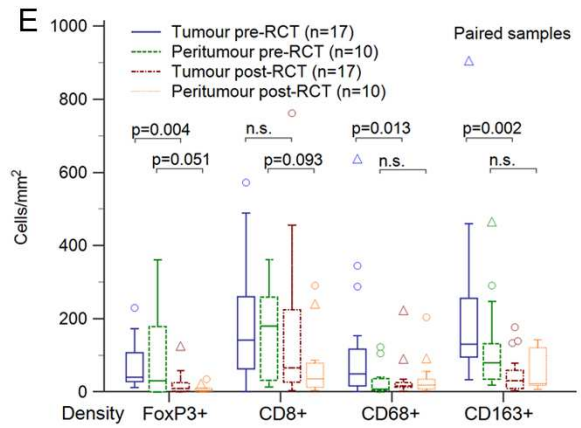 E
Tumour pre-RCT (n=17)
Peritumour pre-RCT (n=10)
Tumour post-RCT (n=17)
Peritumour post-RCT (n=10)
Paired samples
1000
800
600
400
200
0
Cells/mm²
p=0.004
p=0.051
n.s.
p=0.093
p=0.013
n.s.
p=0.002
n.s.
Density FoxP3+ CD8+ CD68+ CD163+